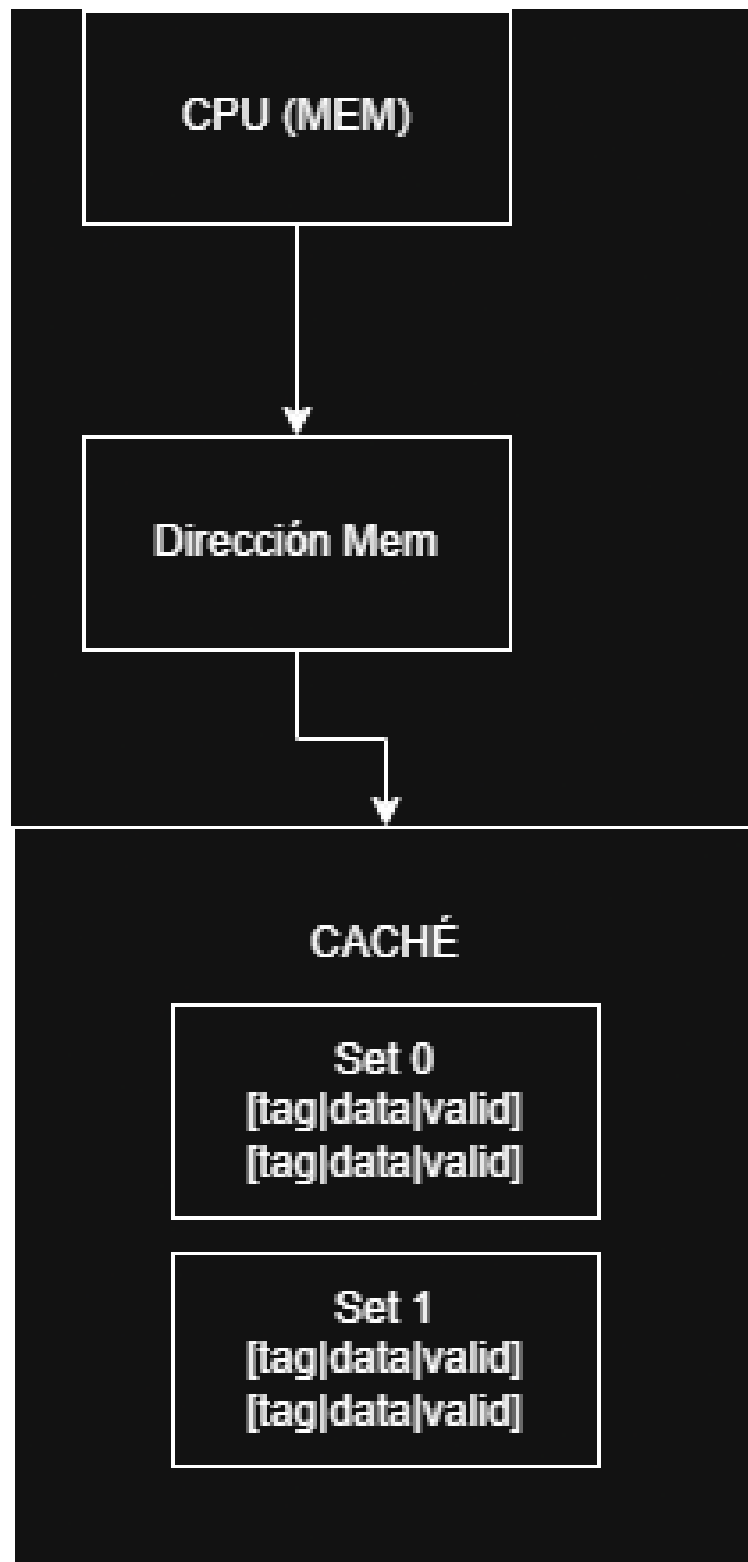 CPU (MEM)
Dirección Mem
CACHÉ
Set 0
[tag|data|valid]
[tag|data|valid]
Set 1
[tag|data|valid]
[tag|data|valid]